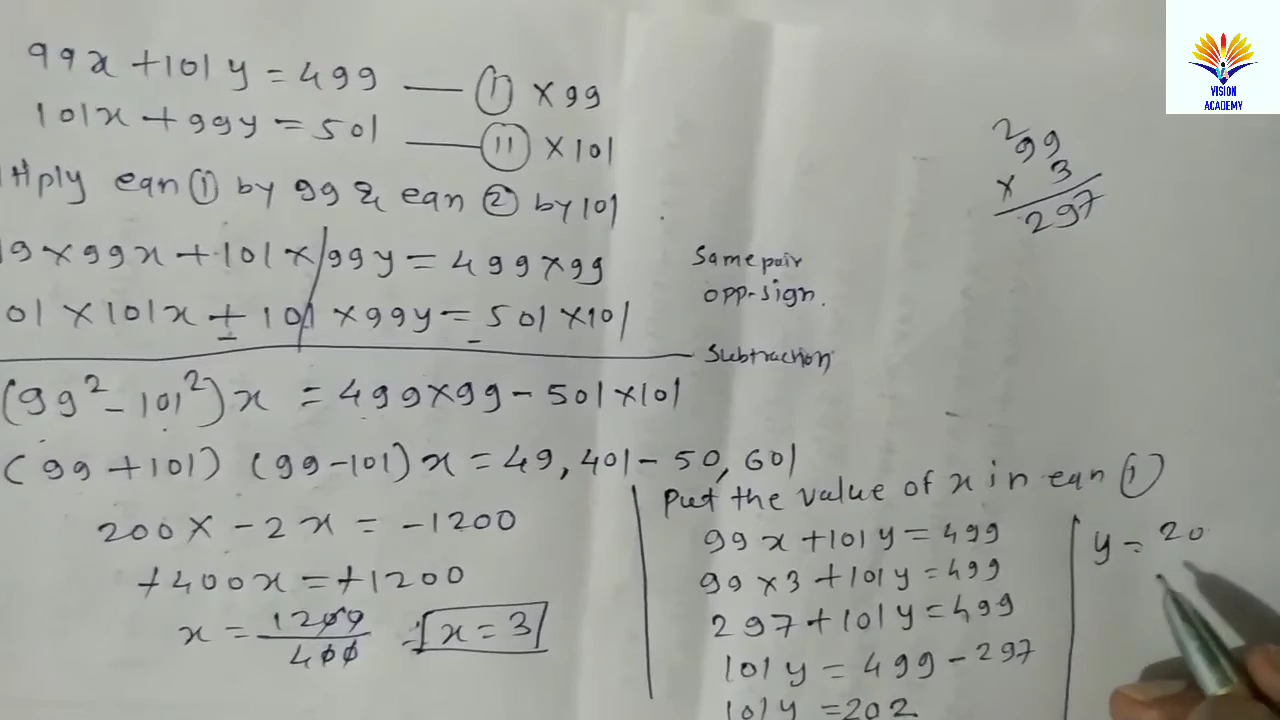 99x + 101y = 499 — (I) × 99
101x + 99y = 501 — (II) × 101
tiply eqn (1) by 99 & eqn (2) by 101
9 × 99x + 101 × 99y = 499 × 99
01 × 101x + 101 × 99y = 501 × 101
Same pair
opp-sign.
Subtraction
(99² - 101²)x = 499×99 - 501×101
(99 + 101) (99 - 101)x = 49,401 - 50,601
200 × -2x = -1200
+400x = +1200
x = 1200/400 = x = 3
Put the value of x in eqn (1)
99x + 101y = 499
99 × 3 + 101y = 499
297 + 101y = 499
101y = 499 - 297
101y = 202
y = 20
2
99
× 3
297
VISION
ACADEMY